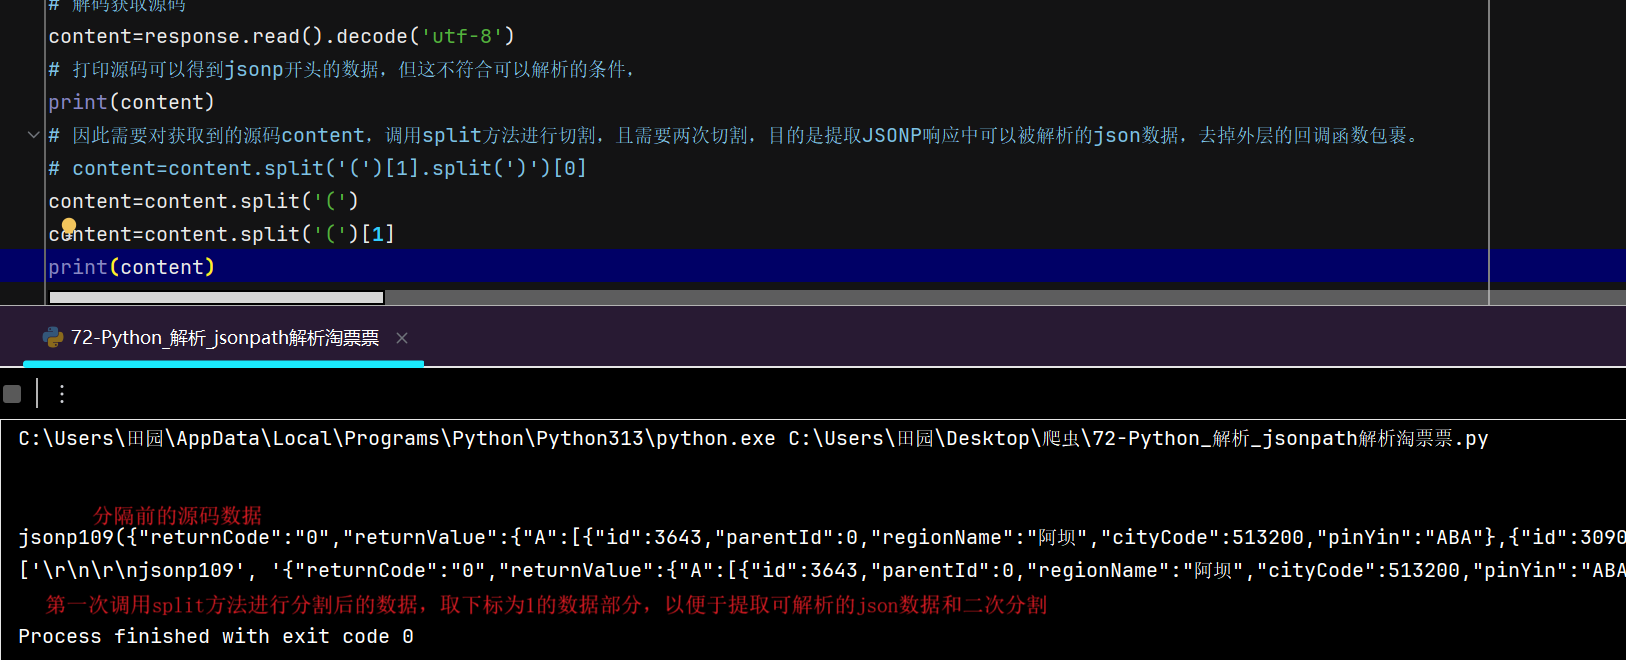 # 解码获取源码
content=response.read().decode('utf-8')
# 打印源码可以得到jsonp开头的数据，但这不符合可以解析的条件，
print(content)
# 因此需要对获取到的源码content，调用split方法进行切割，且需要两次切割，目的是提取JSONP响应中可以被解析的json数据，去掉外层的回调函数包裹。
# content=content.split('(')[1].split(')')[0]
content=content.split('(')
content=content.split('(')[1]
print(content)
72-Python_解析_jsonpath解析淘票票
C:\Users\田园\AppData\Local\Programs\Python\Python313\python.exe C:\Users\田园\Desktop\爬虫\72-Python_解析_jsonpath解析淘票票.py
分隔前的源码数据
jsonp109({"returnCode":"0","returnValue":{"A":[{"id":3643,"parentId":0,"regionName":"阿坝","cityCode":513200,"pinYin":"ABA"},{"id":3090
['\r\n\r\njsonp109', '{"returnCode":"0","returnValue":{"A":[{"id":3643,"parentId":0,"regionName":"阿坝","cityCode":513200,"pinYin":"ABA
第一次调用split方法进行分割后的数据，取下标为1的数据部分，以便于提取可解析的json数据和二次分割
Process finished with exit code 0